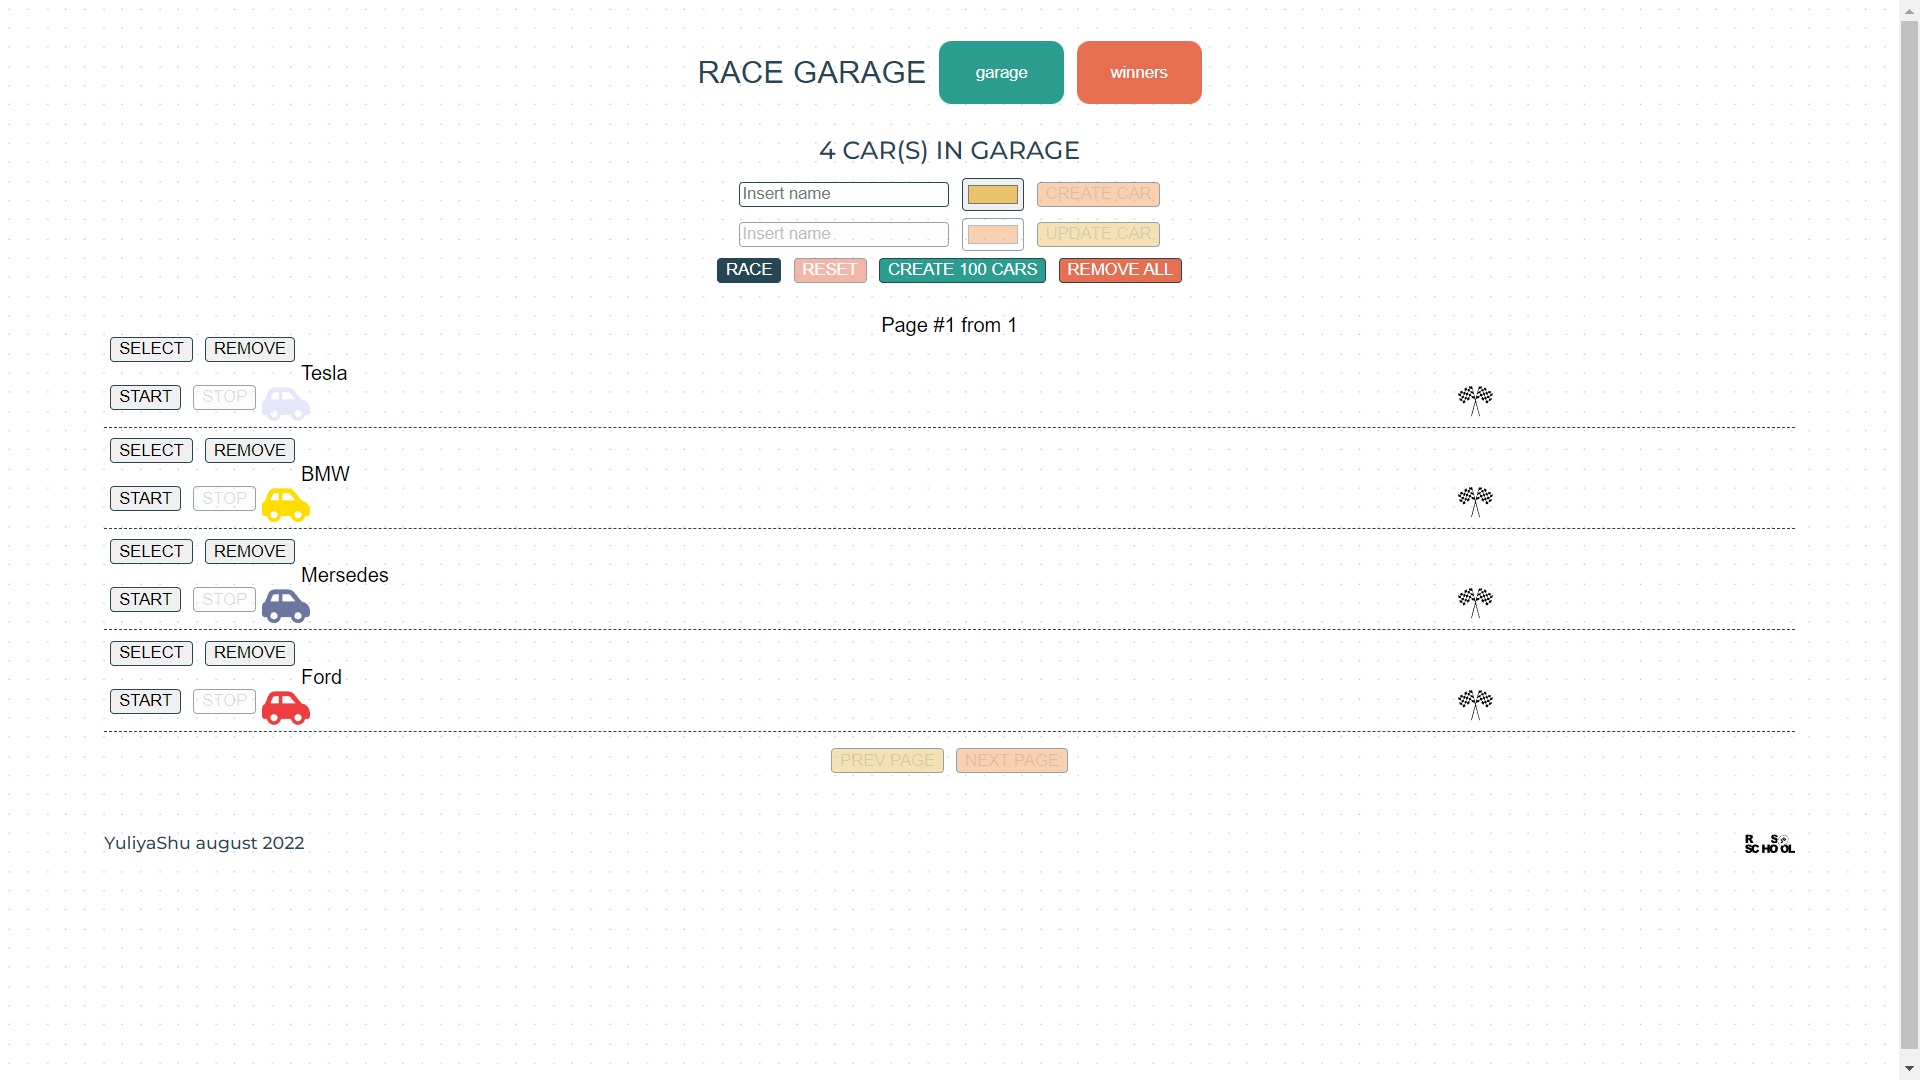 RACE GARAGE garage winners
4 CAR(S) IN GARAGE
Insert name CREATE CAR
Insert name UPDATE CAR
RACE RESET CREATE 100 CARS REMOVE ALL
Page #1 from 1
SELECT REMOVE
Tesla
START STOP
SELECT REMOVE
BMW
START STOP
SELECT REMOVE
Mersedes
START STOP
SELECT REMOVE
Ford
START STOP
PREV PAGE NEXT PAGE
YuliyaShu august 2022
RS
SCHOOL